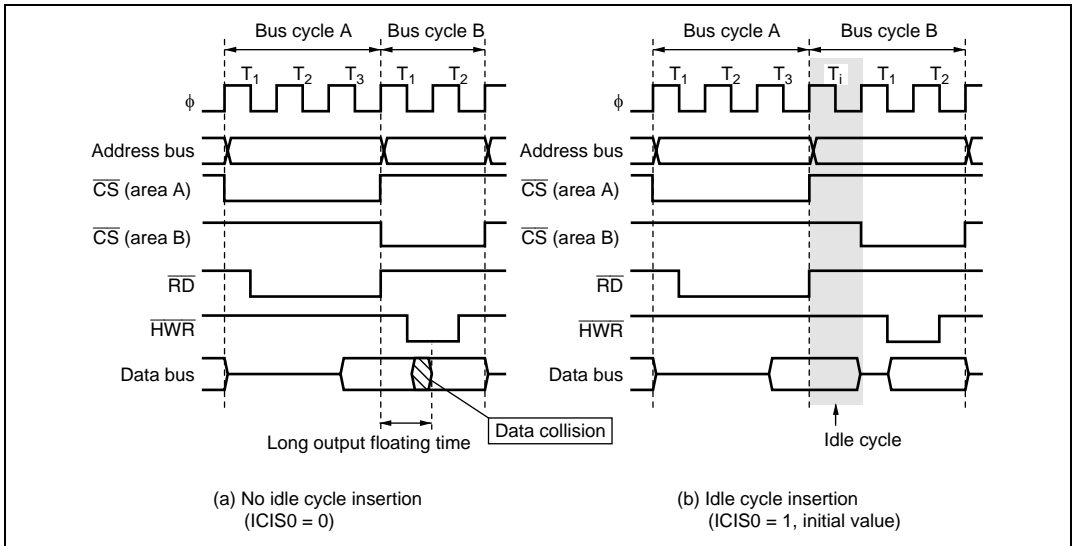 Bus cycle A Bus cycle B
T1 T2 T3 T1 T2
φ
Address bus
CS (area A)
CS (area B)
RD
HWR
Data bus
Long output floating time
Data collision
(a) No idle cycle insertion
(ICIS0 = 0)
Bus cycle A Bus cycle B
T1 T2 T3 Ti T1 T2
φ
Address bus
CS (area A)
CS (area B)
RD
HWR
Data bus
Idle cycle
(b) Idle cycle insertion
(ICIS0 = 1, initial value)